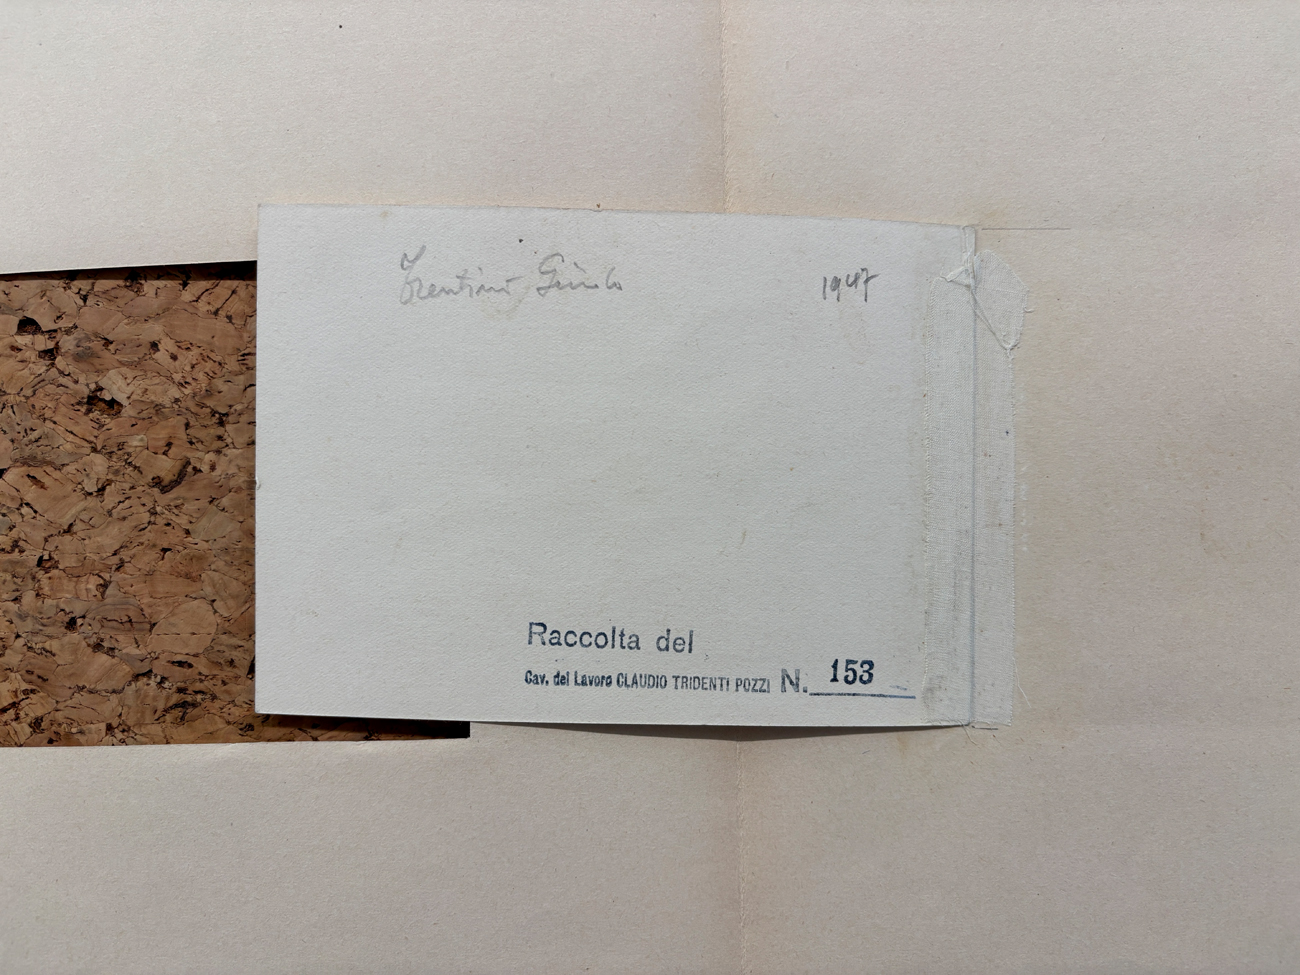 Trentini Guido 1947
Raccolta del
Cav. del Lavoro CLAUDIO TRIDENTI POZZI N. 153